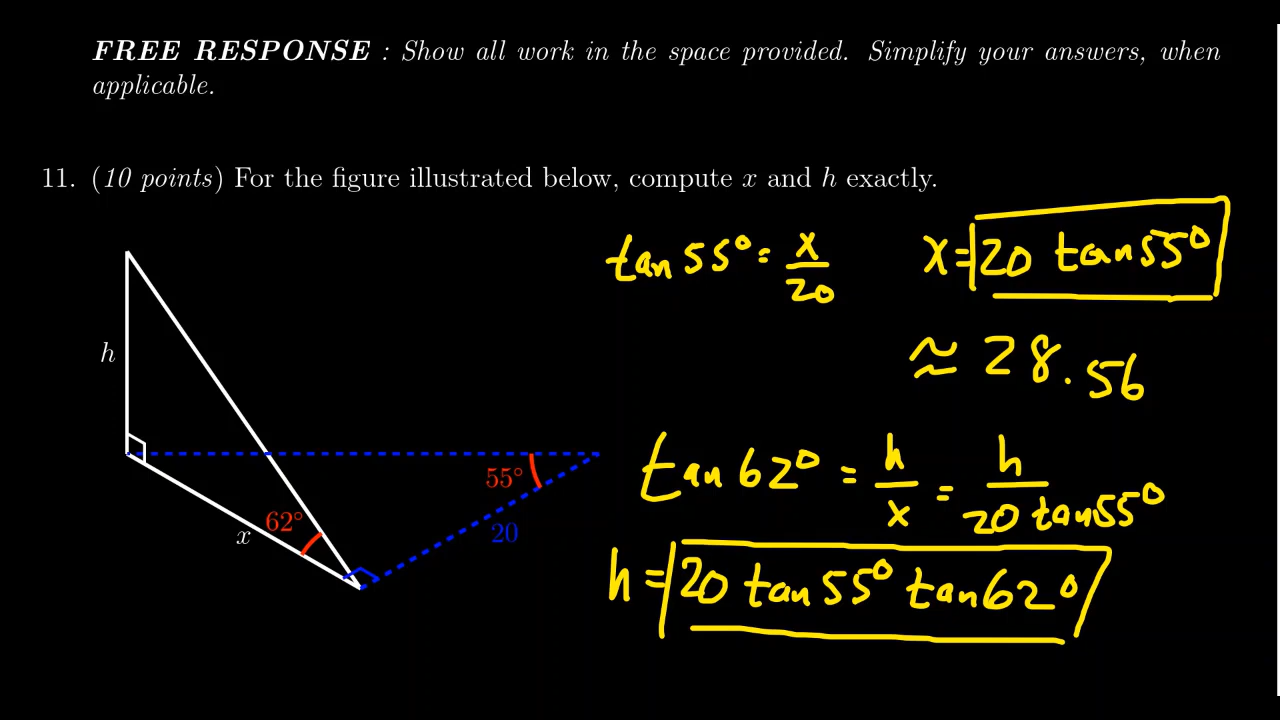 FREE RESPONSE : Show all work in the space provided. Simplify your answers, when
applicable.
11. (10 points) For the figure illustrated below, compute x and h exactly.
tan 55° = x/20
x = 20 tan 55°
≈ 28.56
h
55°
62°
x
20
tan 62° = h/x = h/20 tan 55°
h = 20 tan 55° tan 62°